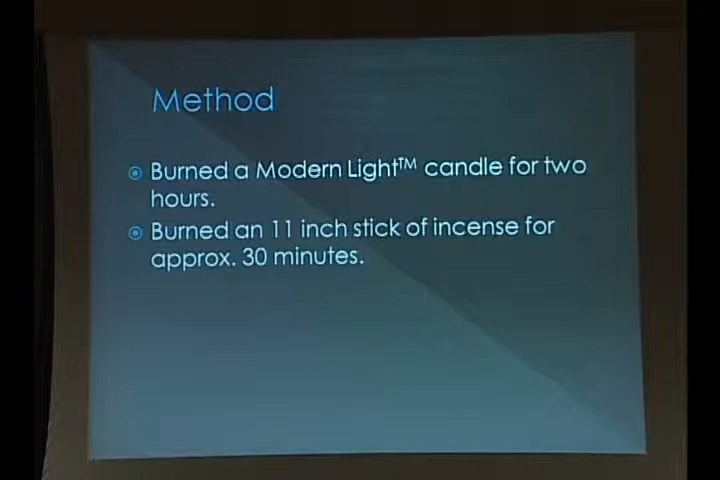 Method
Burned a Modern Light™ candle for two
hours.
Burned an 11 inch stick of incense for
approx. 30 minutes.